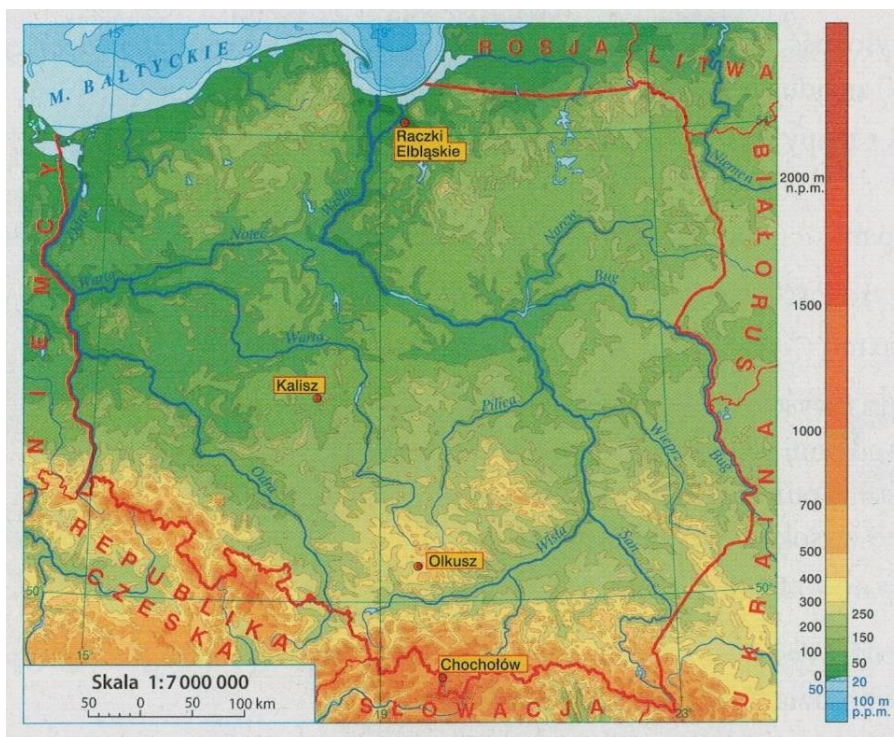 M. BAŁTYCKIE
15°
19°
ROSJA
LITWA
Raczki
Elbląskie
Niemen
2000 m
n.p.m.
BIAŁORUŚ
NIEMCY
Odra
Wisła
Noteć
Narew
Warta
Bug
1500
Warta
Kalisz
Pilica
Wieprz
Bug
1000
Odra
700
Olkusz
Wisła
San
500
400
300
200
100
0
50
250
150
50
20
100 m
p.p.m.
50°
50°
REPUBLIKA
CZESKA
UKRAINA
15°
Chochołów
SŁOWACJA
19°
23°
Skala 1:7 000 000
50 0 50 100 km